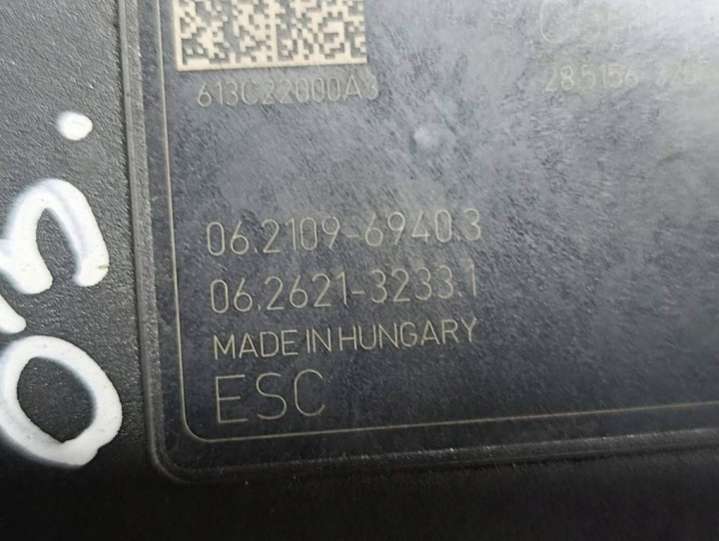 613C22000A3
06.2109-6940.3
06.2621-3233.1
MADE IN HUNGARY
ESC